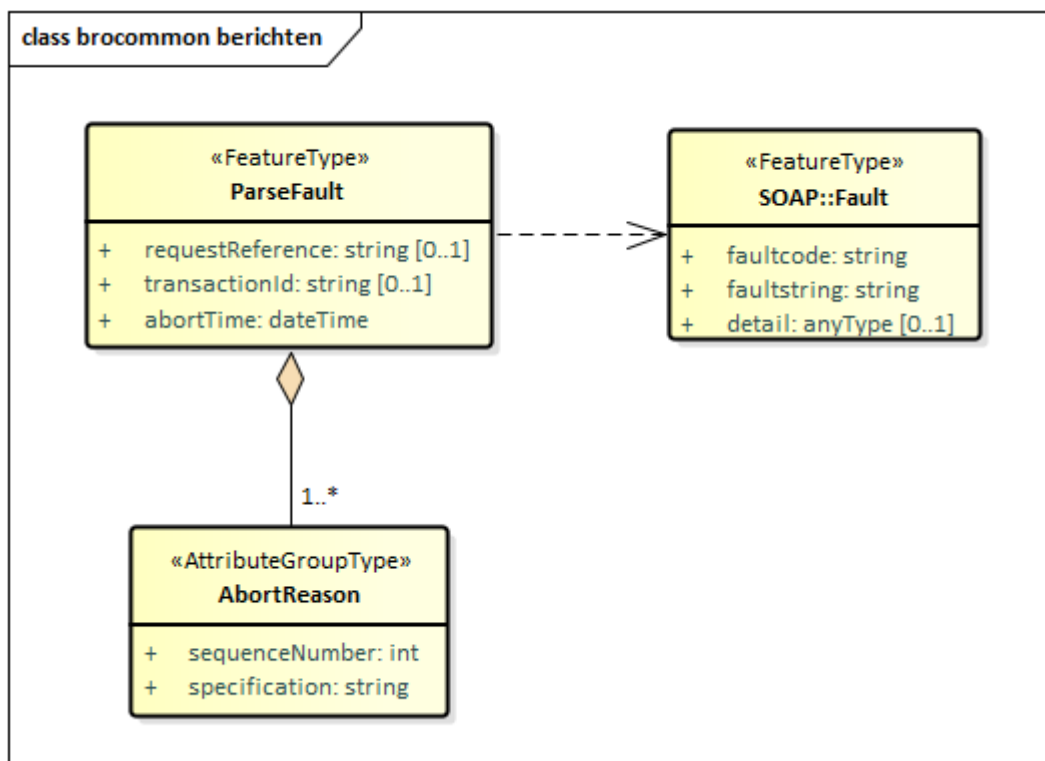 class brocommon berichten
«FeatureType»
ParseFault
+ requestReference: string [0..1]
+ transactionId: string [0..1]
+ abortTime: dateTime
«FeatureType»
SOAP::Fault
+ faultcode: string
+ faultstring: string
+ detail: anyType [0..1]
1..*
«AttributeGroupType»
AbortReason
+ sequenceNumber: int
+ specification: string